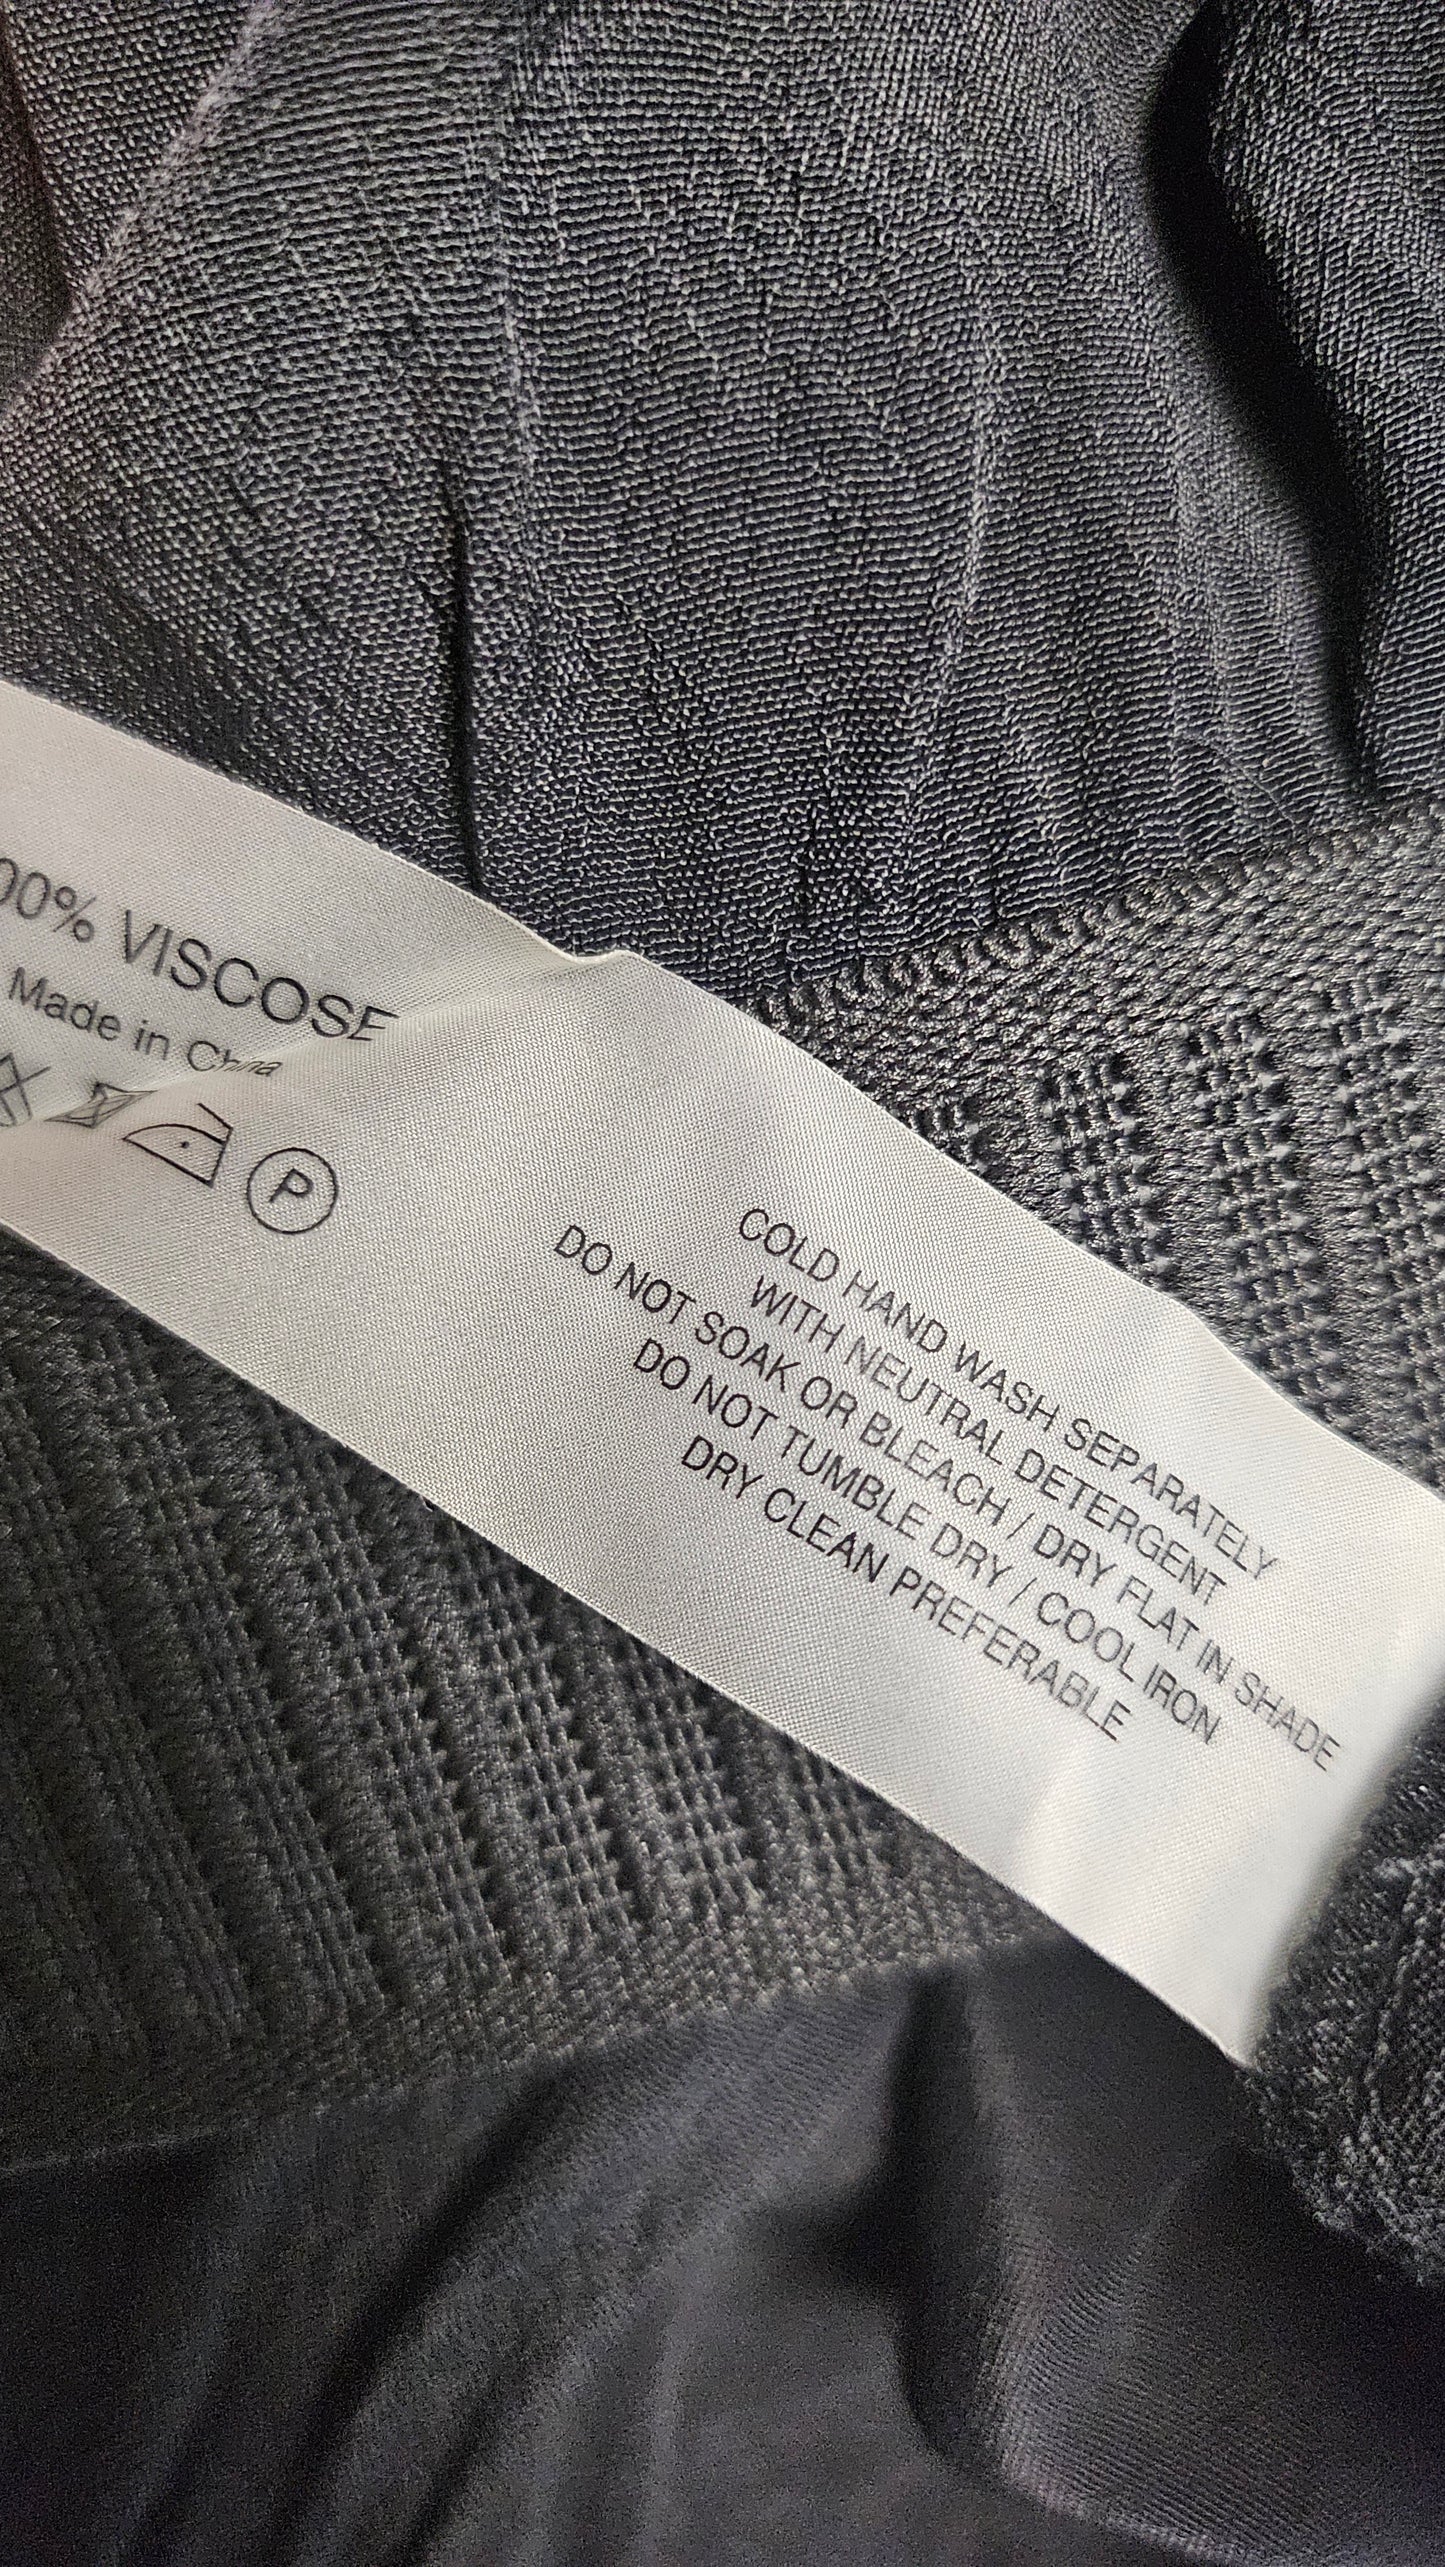 00% VISCOSE
Made in China
P
COLD HAND WASH SEPARATELY
WITH NEUTRAL DETERGENT
DO NOT SOAK OR BLEACH / DRY FLAT IN SHADE
DO NOT TUMBLE DRY / COOL IRON
DRY CLEAN PREFERABLE